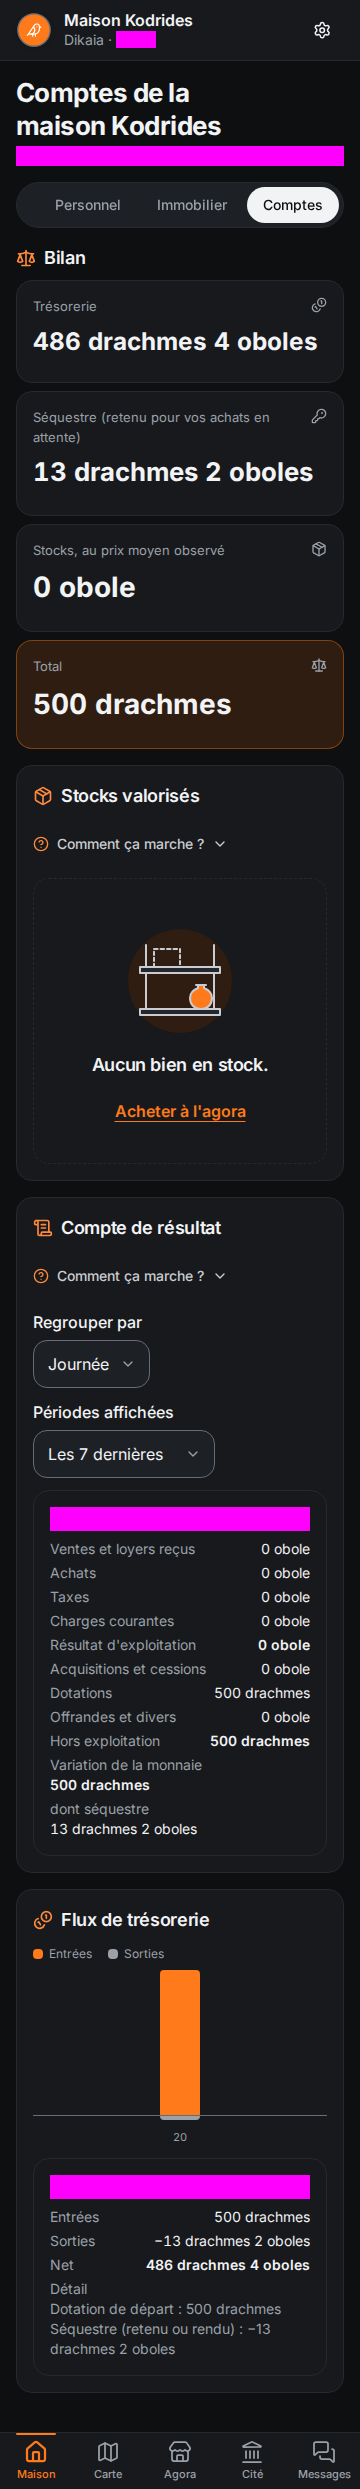 Maison Kodrides
Dikaia ·
Comptes de la
maison Kodrides
Personnel
Immobilier
Comptes
Bilan
Trésorerie
486 drachmes 4 oboles
Séquestre (retenu pour vos achats en
attente)
13 drachmes 2 oboles
Stocks, au prix moyen observé
0 obole
Total
500 drachmes
Stocks valorisés
Comment ça marche ?
Aucun bien en stock.
Acheter à l'agora
Compte de résultat
Comment ça marche ?
Regrouper par
Journée
Périodes affichées
Les 7 dernières
Ventes et loyers reçus 0 obole
Achats 0 obole
Taxes 0 obole
Charges courantes 0 obole
Résultat d'exploitation 0 obole
Acquisitions et cessions 0 obole
Dotations 500 drachmes
Offrandes et divers 0 obole
Hors exploitation 500 drachmes
Variation de la monnaie
500 drachmes
dont séquestre
13 drachmes 2 oboles
Flux de trésorerie
Entrées Sorties
20
Entrées 500 drachmes
Sorties −13 drachmes 2 oboles
Net 486 drachmes 4 oboles
Détail
Dotation de départ : 500 drachmes
Séquestre (retenu ou rendu) : −13
drachmes 2 oboles
Maison Carte Agora Cité Messages